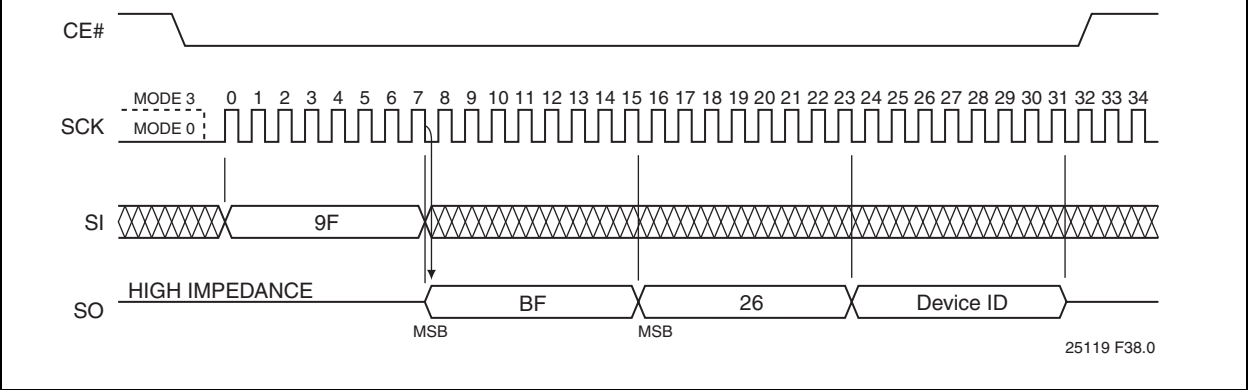 CE#
MODE 3 0 1 2 3 4 5 6 7 8 9 10 11 12 13 14 15 16 17 18 19 20 21 22 23 24 25 26 27 28 29 30 31 32 33 34
SCK
MODE 0
SI 9F
HIGH IMPEDANCE
SO BF 26 Device ID
MSB MSB
25119 F38.0